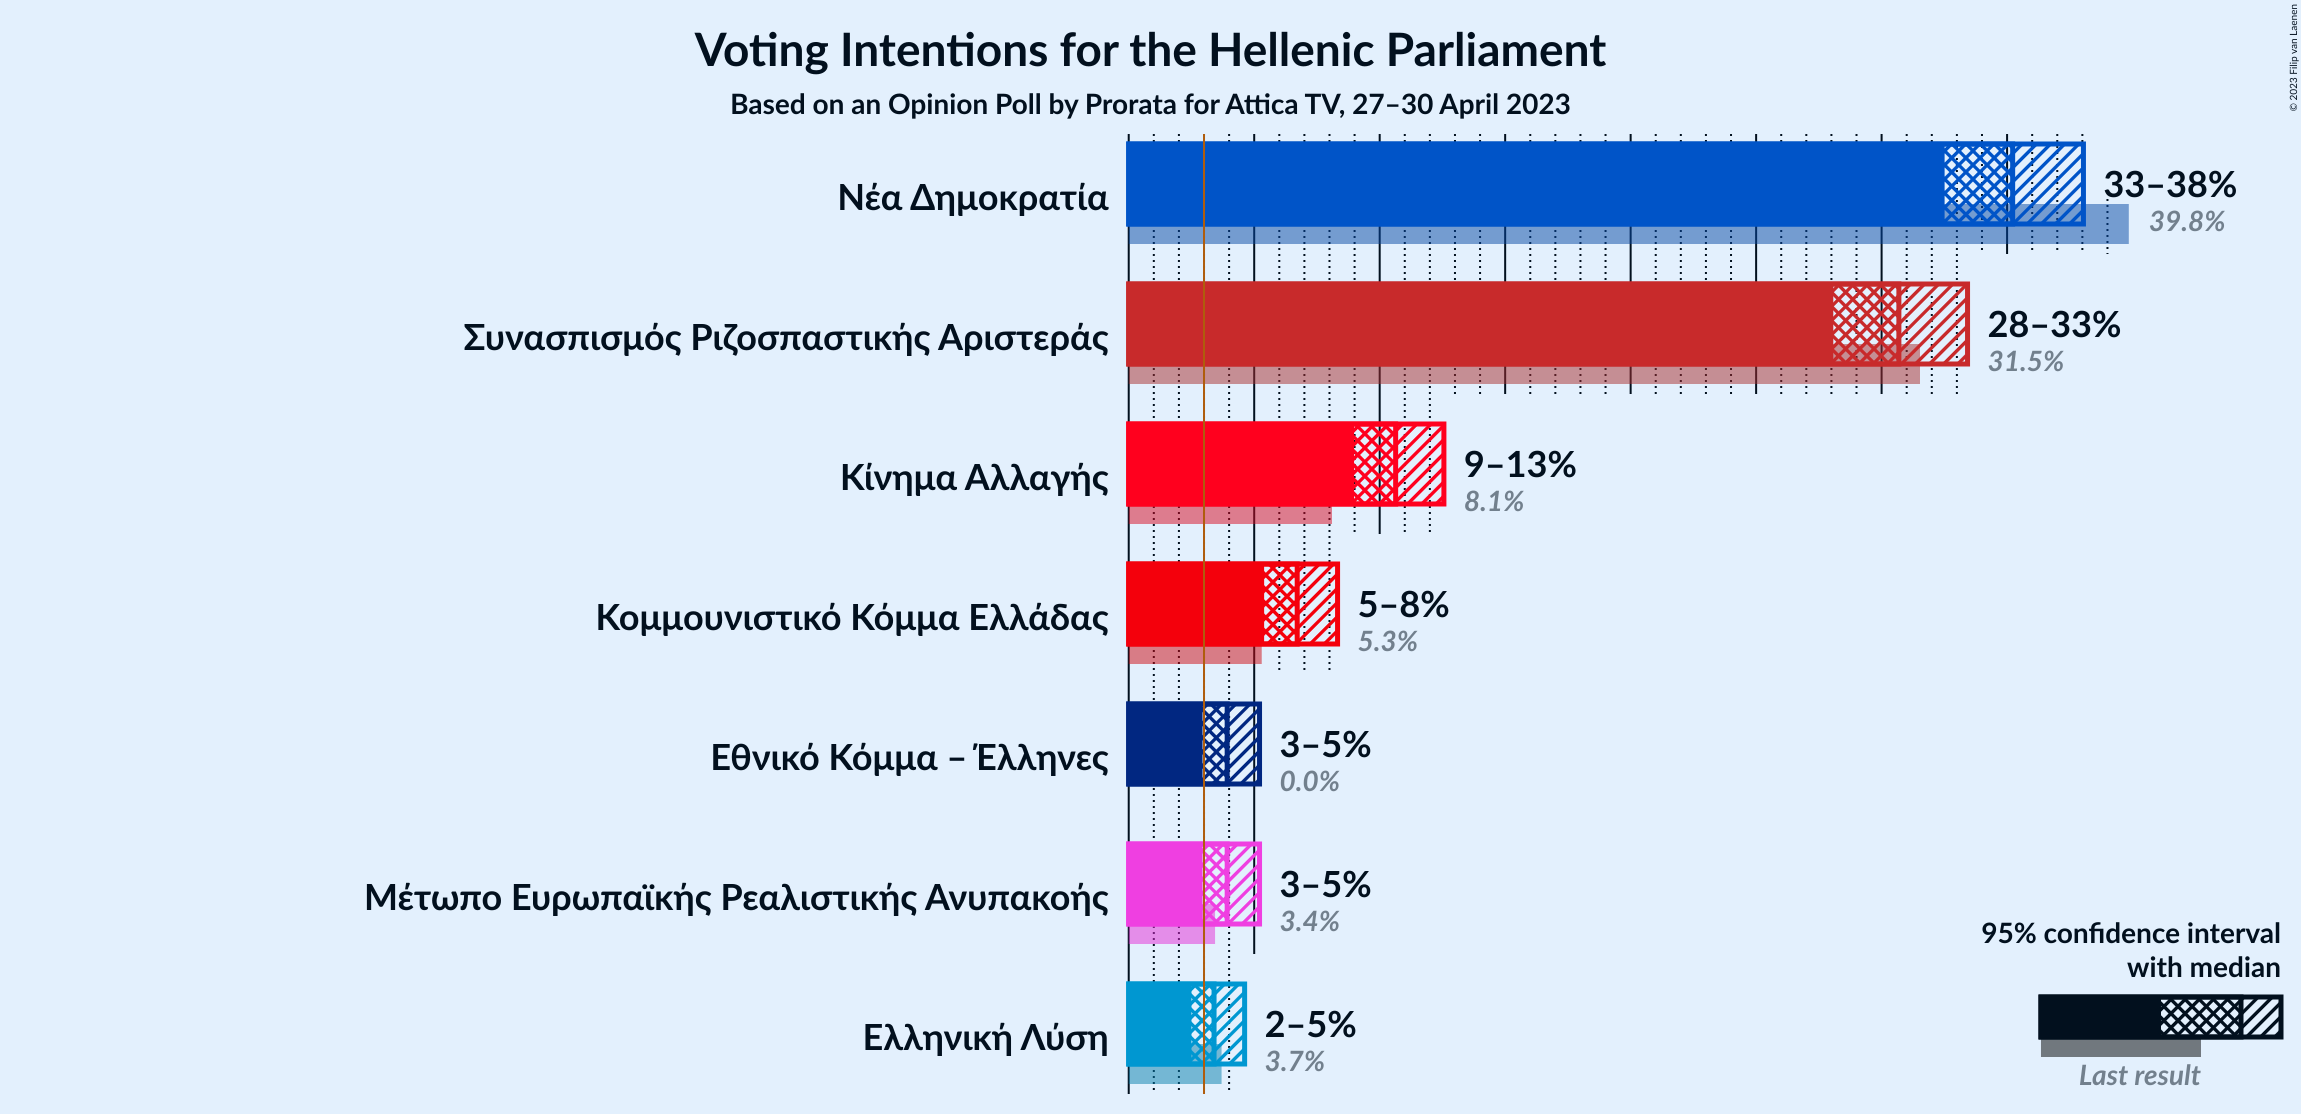 Voting Intentions for the Hellenic Parliament
Based on an Opinion Poll by Prorata for Attica TV, 27–30 April 2023
© 2023 Filip van Laenen
Νέα Δημοκρατία
33–38%
39.8%
Συνασπισμός Ριζοσπαστικής Αριστεράς
28–33%
31.5%
Κίνημα Αλλαγής
9–13%
8.1%
Κομμουνιστικό Κόμμα Ελλάδας
5–8%
5.3%
Εθνικό Κόμμα – Έλληνες
3–5%
0.0%
Μέτωπο Ευρωπαϊκής Ρεαλιστικής Ανυπακοής
3–5%
3.4%
Ελληνική Λύση
2–5%
3.7%
95% confidence interval
with median
Last result